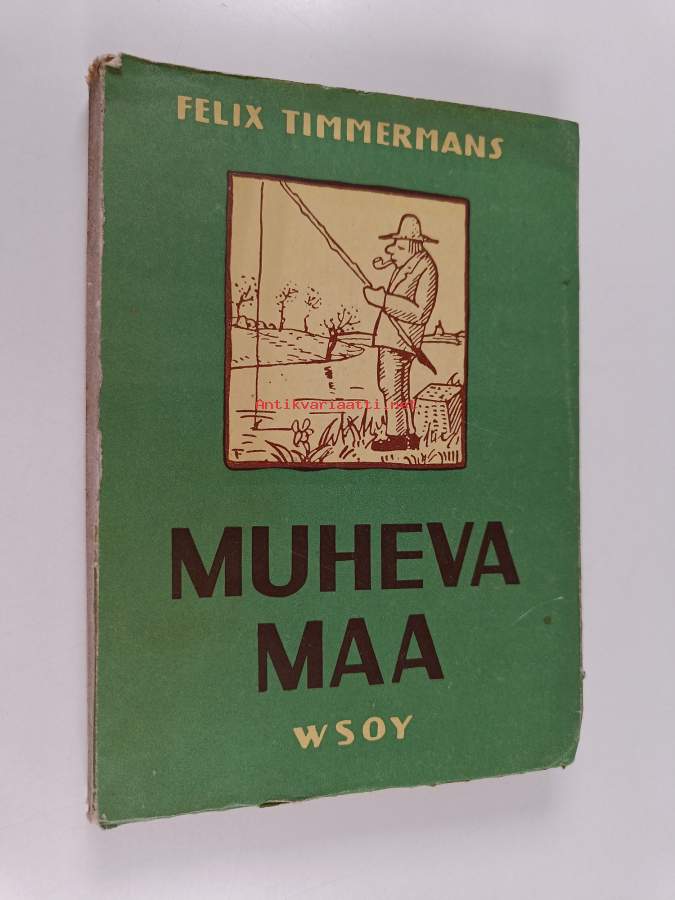 FELIX TIMMERMANS
Antikvariaatti.net
F
MUHEVA
MAA
WSOY